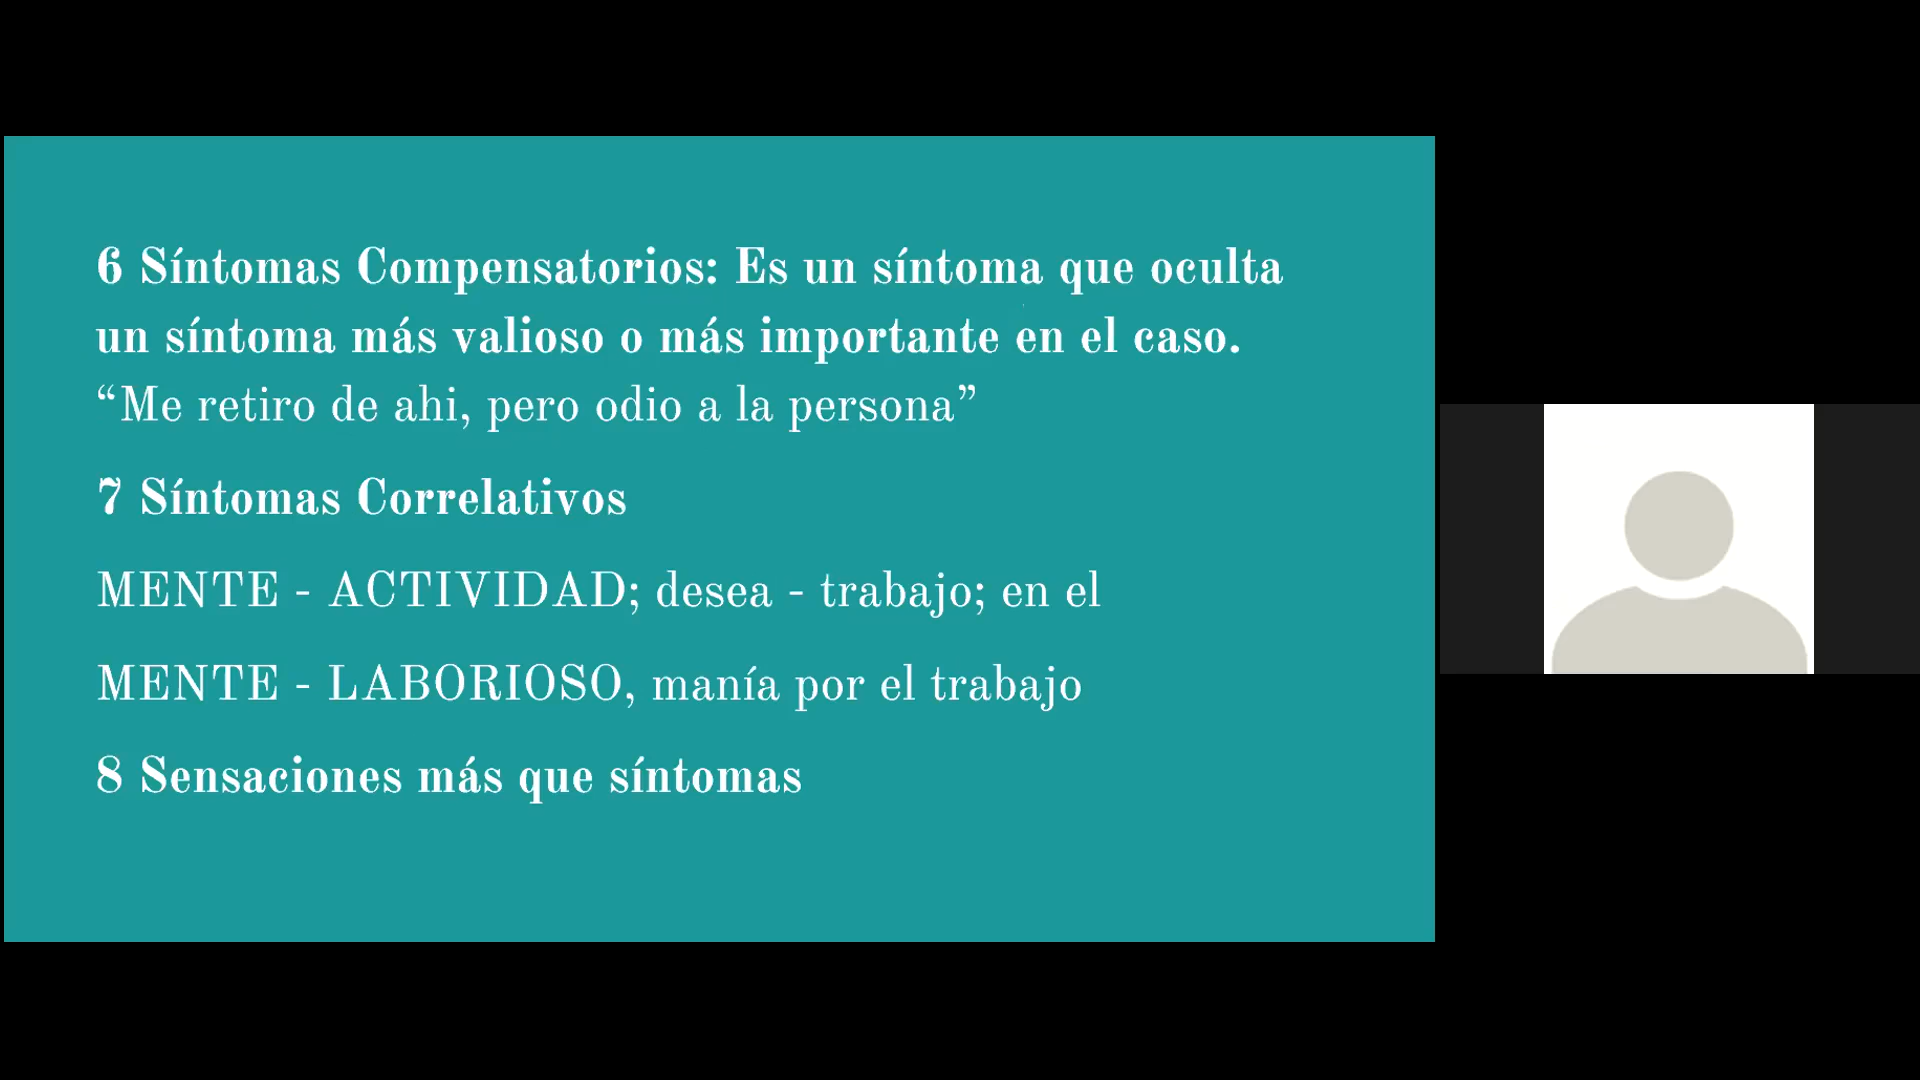 6 Síntomas Compensatorios: Es un síntoma que oculta
un síntoma más valioso o más importante en el caso.
“Me retiro de ahi, pero odio a la persona”
7 Síntomas Correlativos
MENTE - ACTIVIDAD; desea - trabajo; en el
MENTE - LABORIOSO, manía por el trabajo
8 Sensaciones más que síntomas